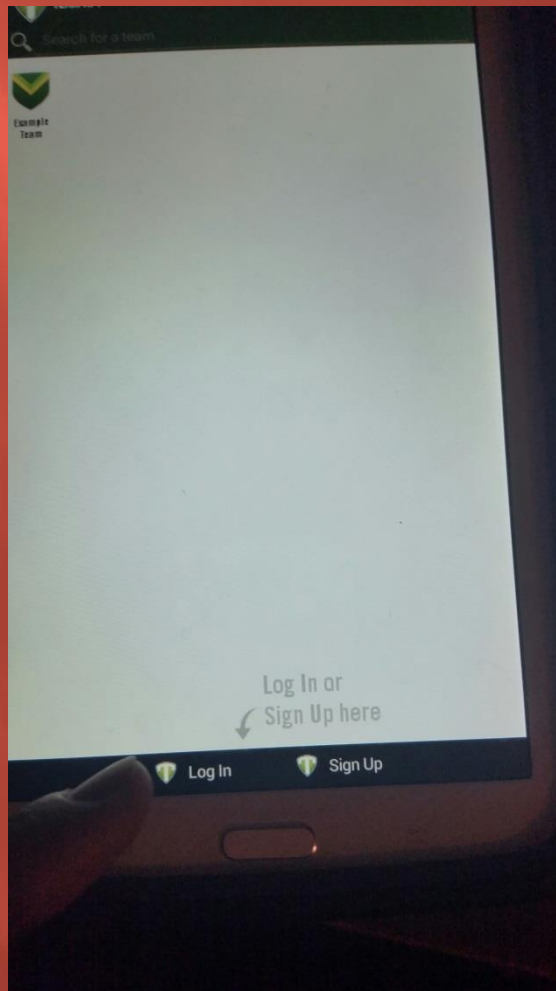 Search for a team
Example
Team
Log In or
Sign Up here
Log In
Sign Up